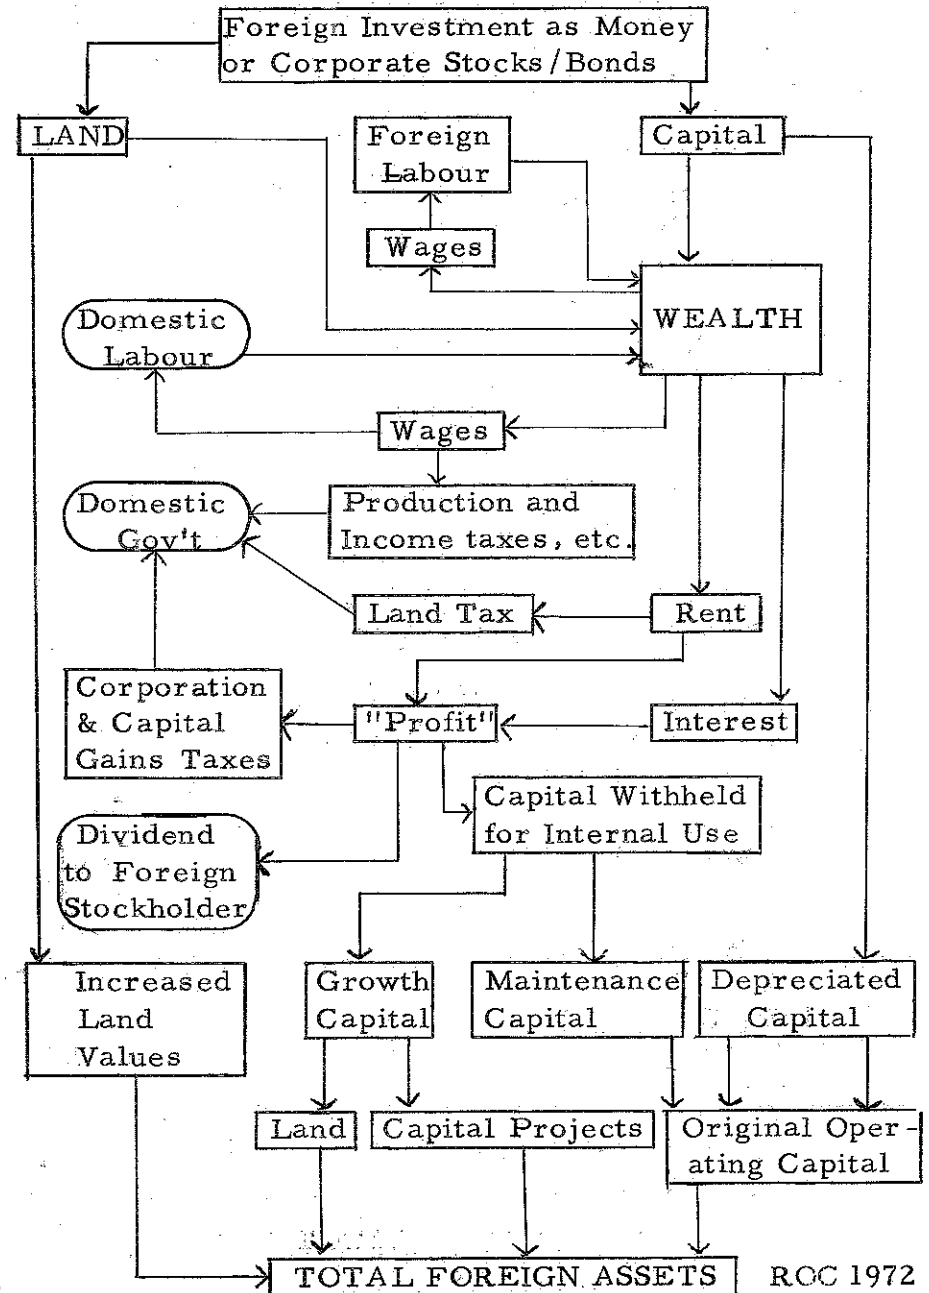 Foreign Investment as Money
or Corporate Stocks/Bonds
LAND
Foreign
Labour
Capital
Wages
WEALTH
Domestic
Labour
Wages
Domestic
Gov't
Production and
Income taxes, etc.
Land Tax
Rent
Corporation
& Capital
Gains Taxes
"Profit"
Interest
Capital Withheld
for Internal Use
Dividend
to Foreign
Stockholder
Increased
Land
Values
Growth
Capital
Maintenance
Capital
Depreciated
Capital
Land
Capital Projects
Original Oper-
ating Capital
TOTAL FOREIGN ASSETS
ROC 1972